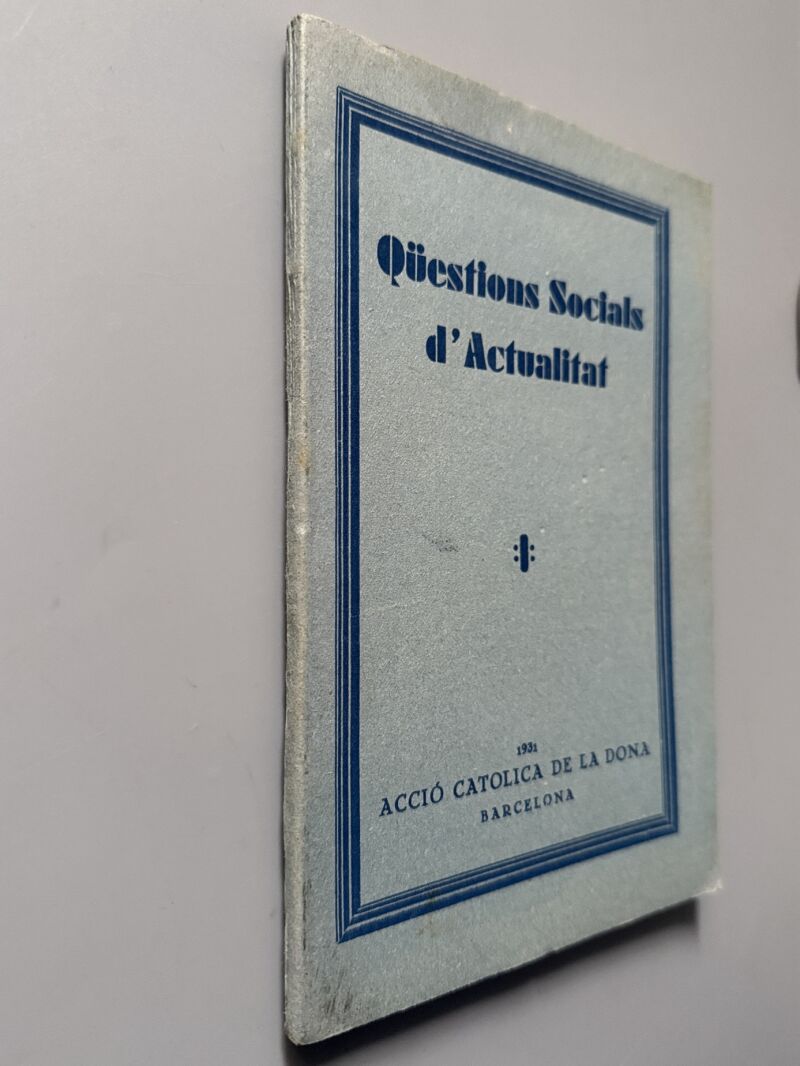 Qüestions Socials
d'Actualitat
1931
ACCIÓ CATOLICA DE LA DONA
BARCELONA